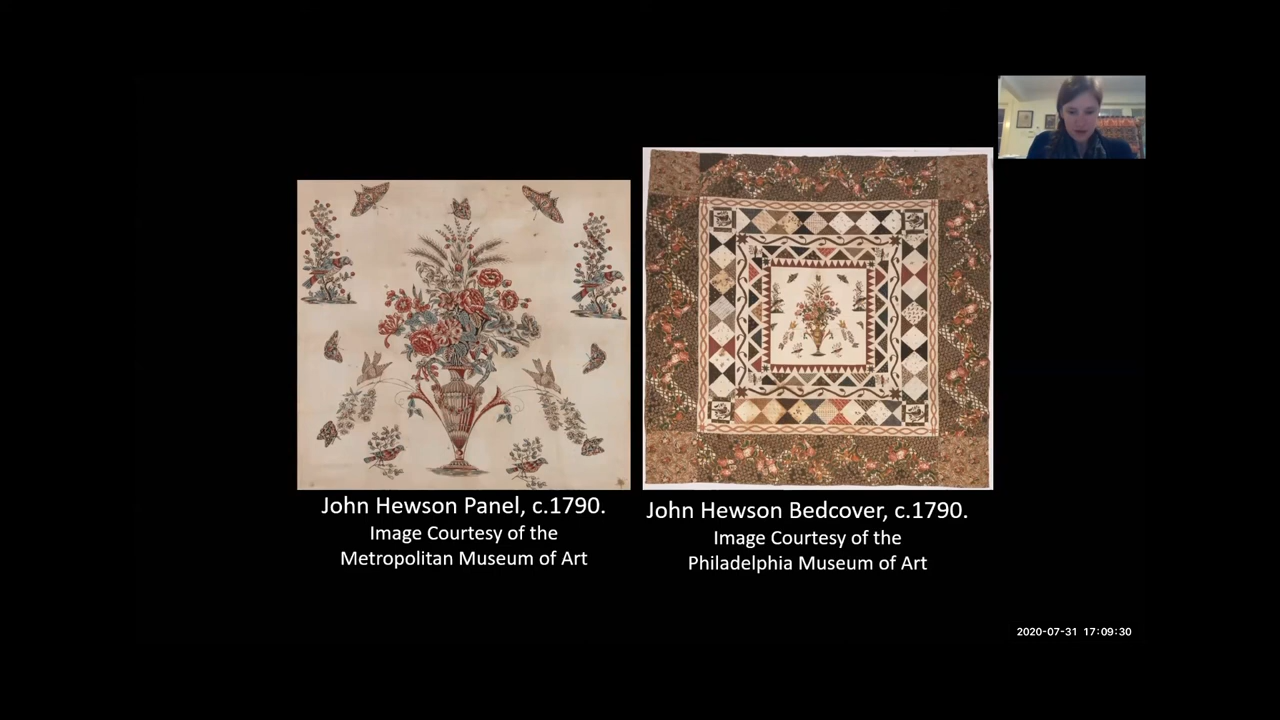 John Hewson Panel, c.1790.
Image Courtesy of the
Metropolitan Museum of Art
John Hewson Bedcover, c.1790.
Image Courtesy of the
Philadelphia Museum of Art
2020-07-31 17:09:30